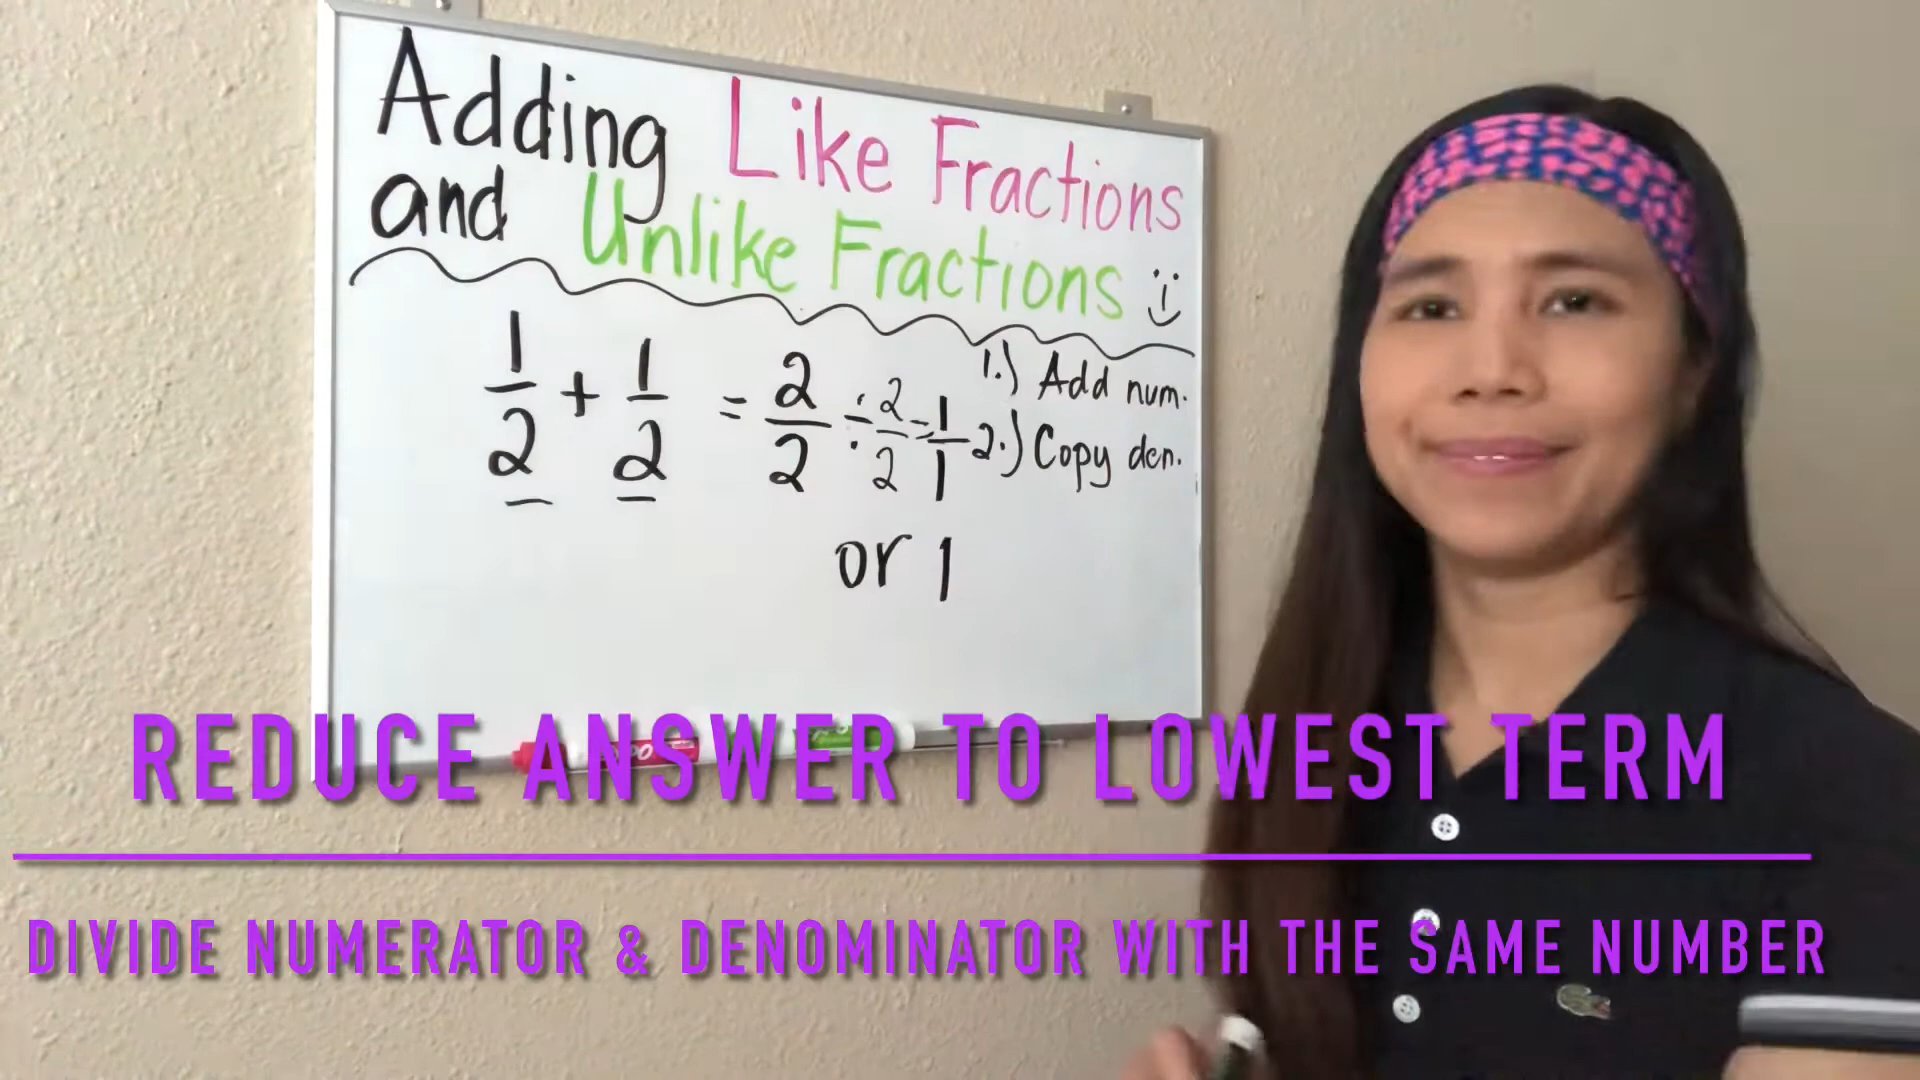 Adding Like Fractions
and Unlike Fractions
1/2 + 1/2 = 2/2 ÷ 2/2 = 1/1
or 1
1.) Add num.
2.) Copy den.
REDUCE ANSWER TO LOWEST TERM
DIVIDE NUMERATOR & DENOMINATOR WITH THE SAME NUMBER